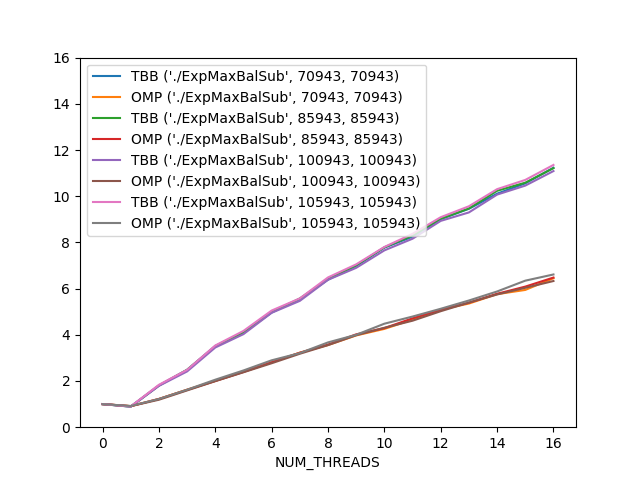 16
14
12
10
8
6
4
2
0
TBB ('./ExpMaxBalSub', 70943, 70943)
OMP ('./ExpMaxBalSub', 70943, 70943)
TBB ('./ExpMaxBalSub', 85943, 85943)
OMP ('./ExpMaxBalSub', 85943, 85943)
TBB ('./ExpMaxBalSub', 100943, 100943)
OMP ('./ExpMaxBalSub', 100943, 100943)
TBB ('./ExpMaxBalSub', 105943, 105943)
OMP ('./ExpMaxBalSub', 105943, 105943)
0 2 4 6 8 10 12 14 16
NUM_THREADS